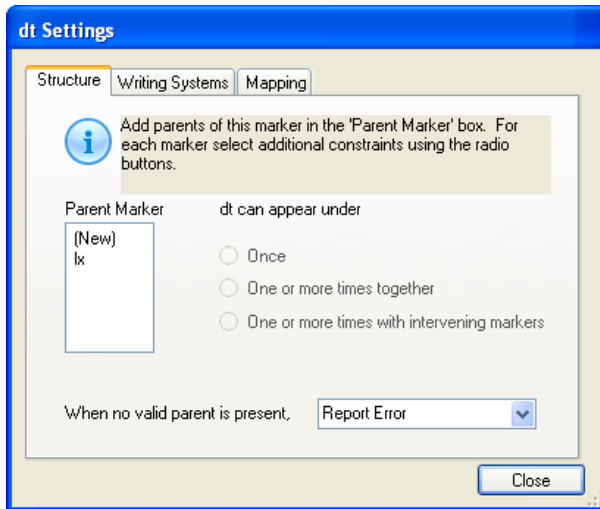 dt Settings
Structure Writing Systems Mapping
Add parents of this marker in the 'Parent Marker' box. For
each marker select additional constraints using the radio
buttons.
Parent Marker dt can appear under
(New)
lx
Once
One or more times together
One or more times with intervening markers
When no valid parent is present, Report Error
Close